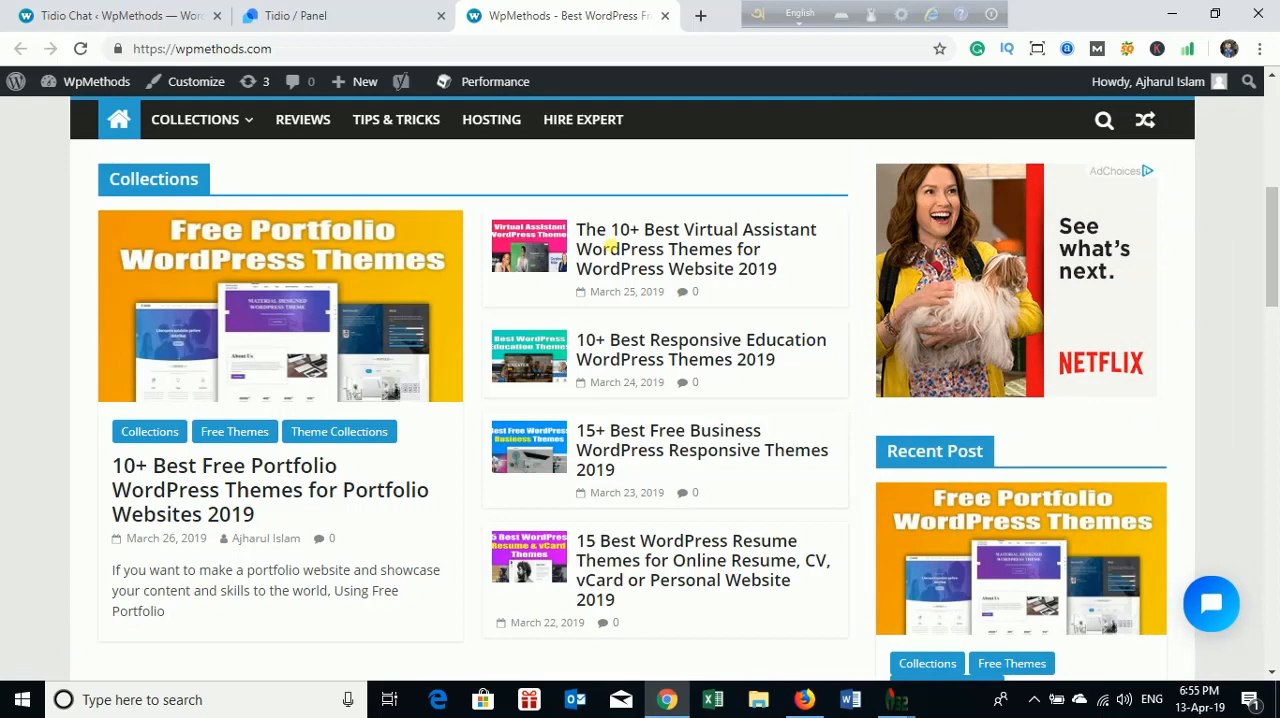 Tidio Chat ‹ WpMethods — Wor
Tidio / Panel
WpMethods - Best WordPress Fr
English
https://wpmethods.com
WpMethods
Customize
3
0
New
Performance
Howdy, Ajharul Islam
COLLECTIONS
REVIEWS
TIPS & TRICKS
HOSTING
HIRE EXPERT
Collections
Free Portfolio
WordPress Themes
Collections
Free Themes
Theme Collections
10+ Best Free Portfolio
WordPress Themes for Portfolio
Websites 2019
March 26, 2019
Ajharul Islam
0
If you want to make a portfolio website and showcase
your content and skills to the world, Using Free
Portfolio
The 10+ Best Virtual Assistant
WordPress Themes for
WordPress Website 2019
March 25, 2019
0
10+ Best Responsive Education
WordPress Themes 2019
March 24, 2019
0
15+ Best Free Business
WordPress Responsive Themes
2019
March 23, 2019
0
15 Best WordPress Resume
Themes for Online Resume, CV,
vCard or Personal Website
2019
March 22, 2019
0
AdChoices
See
what's
next.
NETFLIX
Recent Post
Free Portfolio
WordPress Themes
Collections
Free Themes
Type here to search
ENG
6:55 PM
13-Apr-19
1